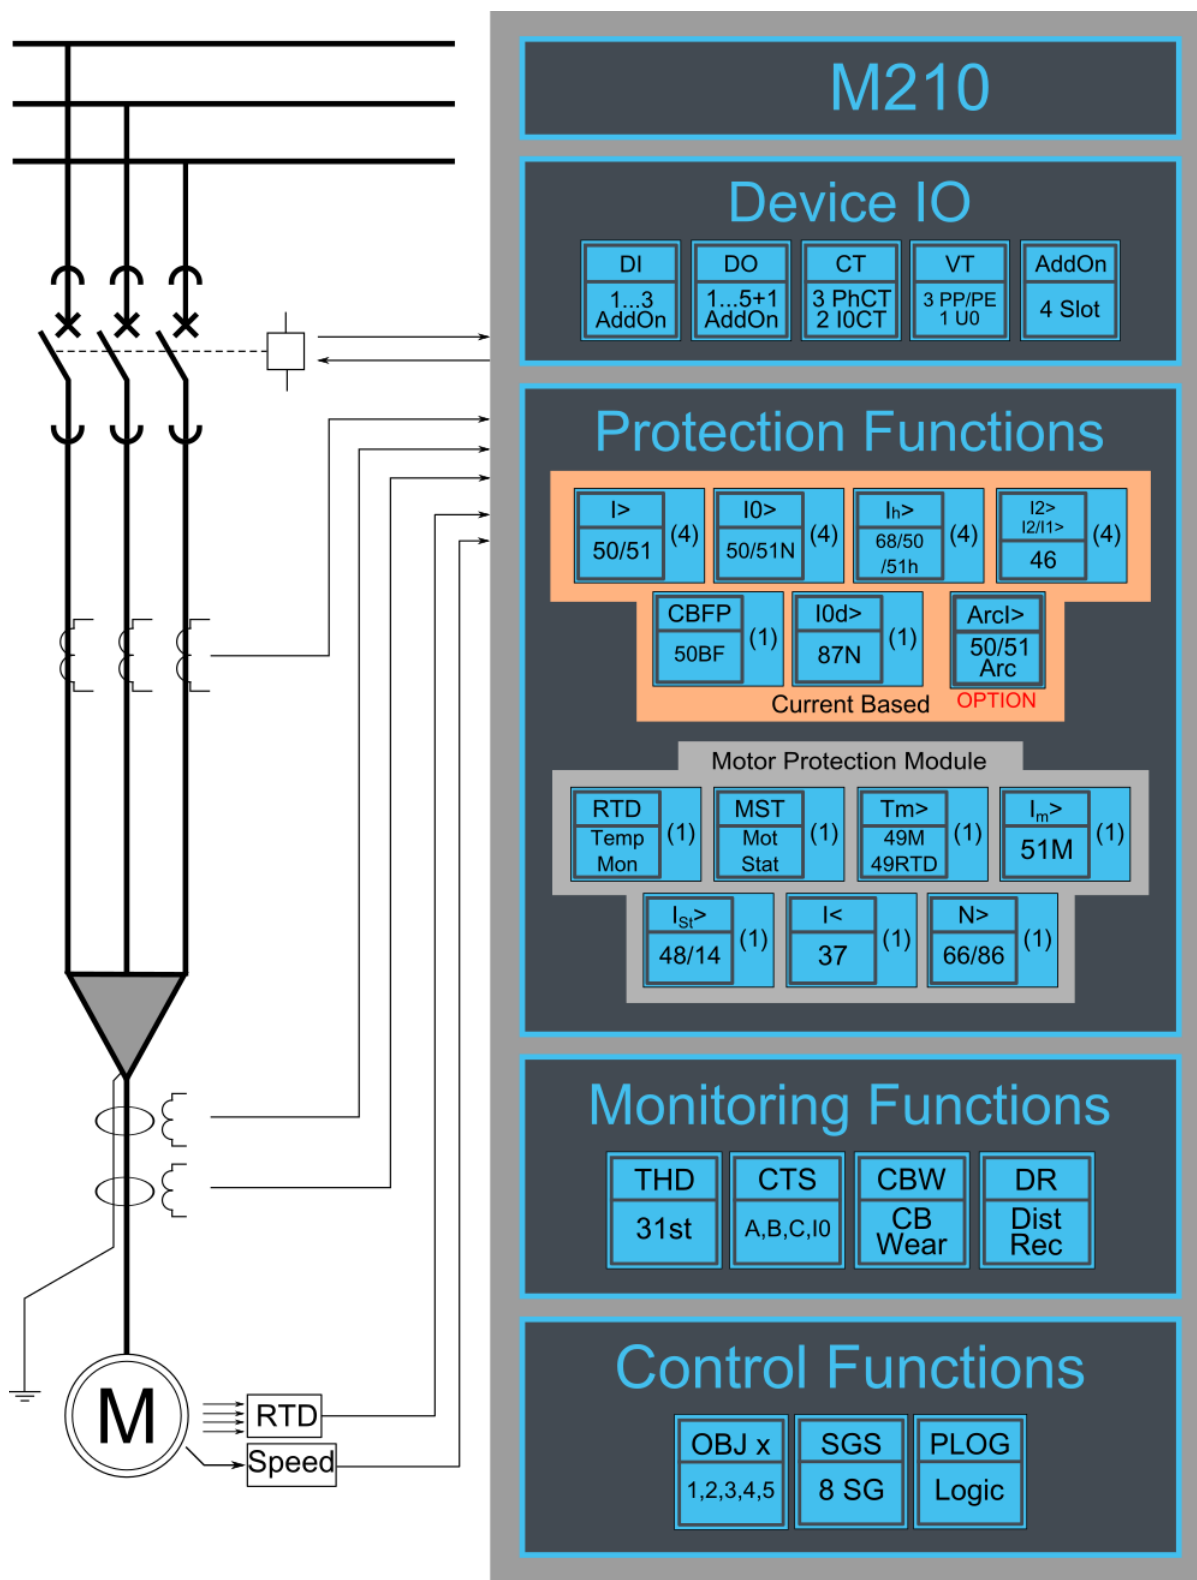 M210
Device IO
DI DO CT VT AddOn
1...3 AddOn
1...5+1 AddOn
3 PhCT 2 I0CT
3 PP/PE 1 U0
4 Slot
Protection Functions
I> 50/51 (4)
I0> 50/51N (4)
Ih> 68/50 /51h (4)
I2> I2/I1> 46 (4)
CBFP 50BF (1)
I0d> 87N (1)
ArcI> 50/51 Arc
Current Based
OPTION
Motor Protection Module
RTD Temp Mon (1)
MST Mot Stat (1)
Tm> 49M 49RTD (1)
Im> 51M (1)
ISt> 48/14 (1)
I< 37 (1)
N> 66/86 (1)
Monitoring Functions
THD 31st
CTS A,B,C,I0
CBW CB Wear
DR Dist Rec
Control Functions
OBJ x 1,2,3,4,5
SGS 8 SG
PLOG Logic
M
RTD
Speed